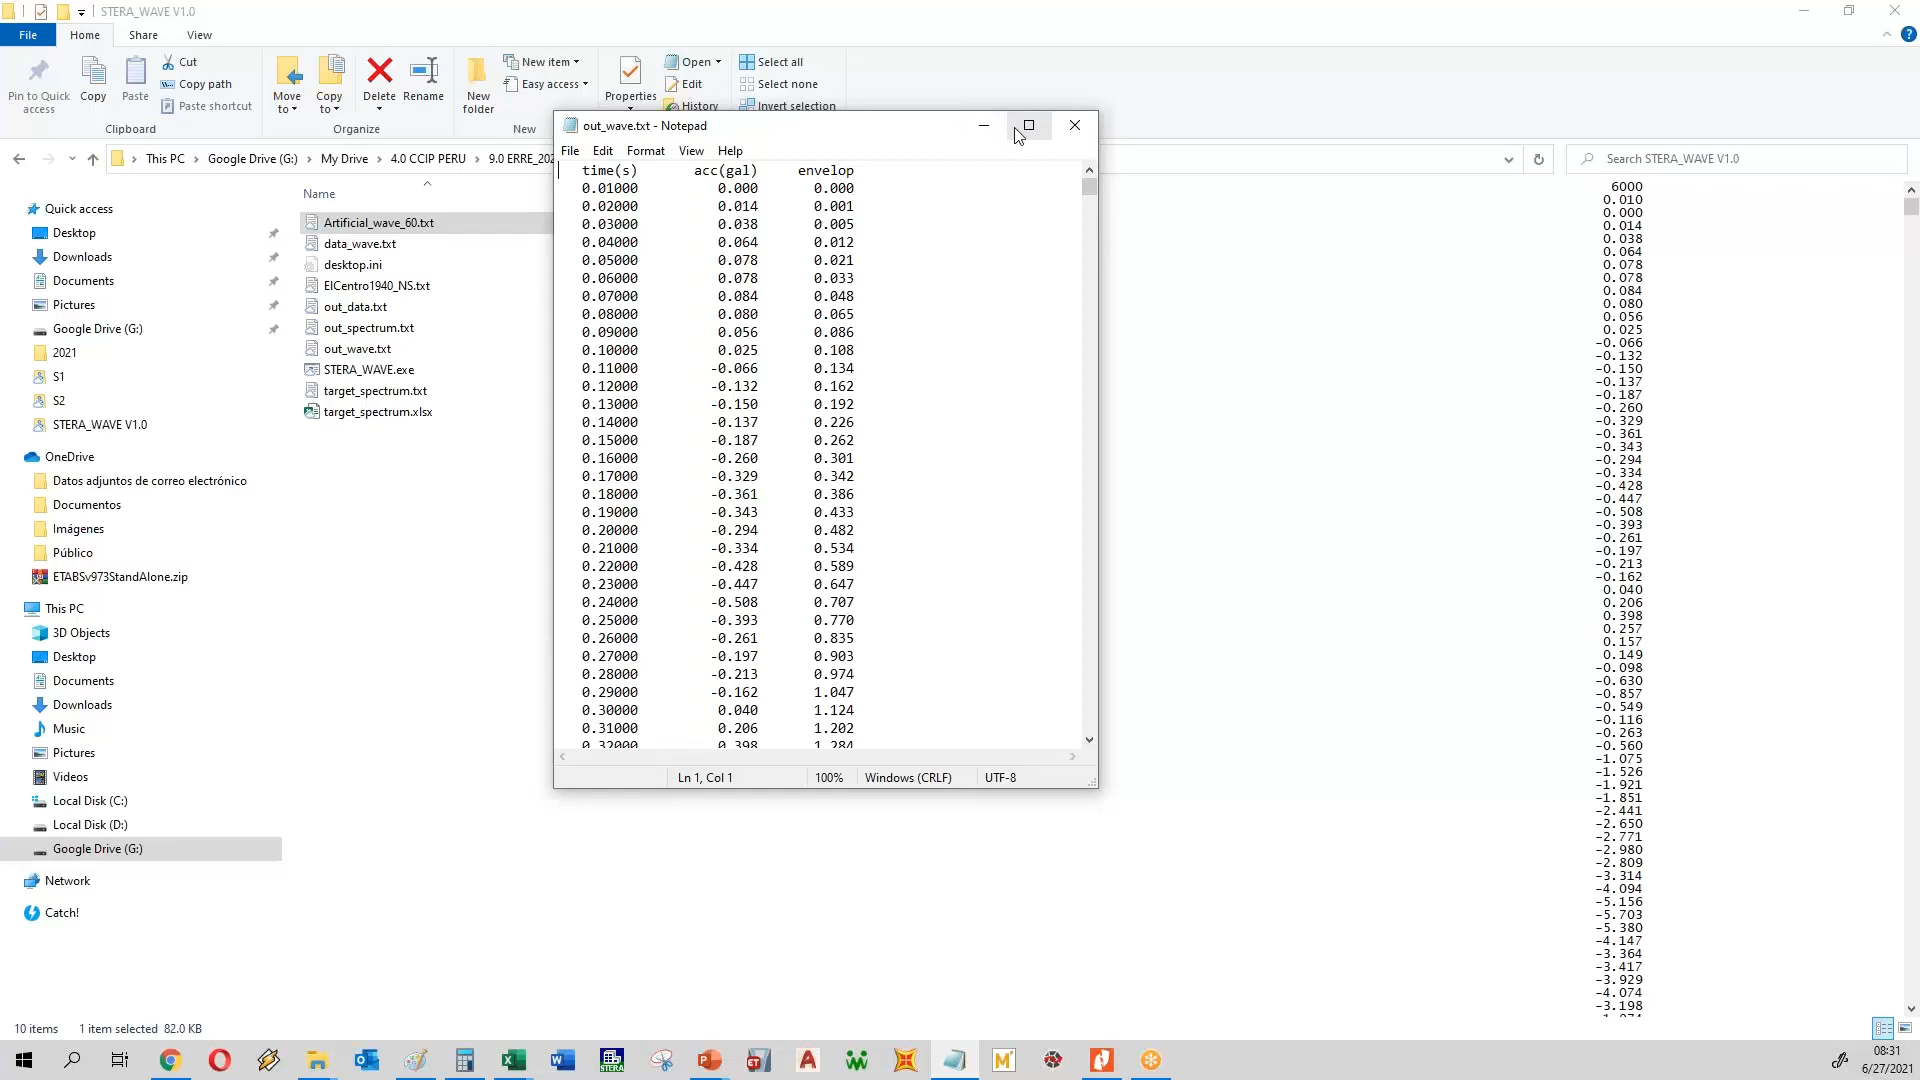 STERA_WAVE V1.0
File Home Share View
Pin to Quick access
Copy
Paste
Cut
Copy path
Paste shortcut
Clipboard
Move to
Copy to
Delete
Rename
Organize
New folder
New item
Easy access
New
Properties
Open
Edit
History
Select all
Select none
Invert selection
This PC > Google Drive (G:) > My Drive > 4.0 CCIP PERU > 9.0 ERRE_202
Search STERA_WAVE V1.0
Quick access
Desktop
Downloads
Documents
Pictures
Google Drive (G:)
2021
S1
S2
STERA_WAVE V1.0
OneDrive
Datos adjuntos de correo electrónico
Documentos
Imágenes
Público
ETABSv973StandAlone.zip
This PC
3D Objects
Desktop
Documents
Downloads
Music
Pictures
Videos
Local Disk (C:)
Local Disk (D:)
Google Drive (G:)
Network
Catch!
Name
Artificial_wave_60.txt
data_wave.txt
desktop.ini
ElCentro1940_NS.txt
out_data.txt
out_spectrum.txt
out_wave.txt
STERA_WAVE.exe
target_spectrum.txt
target_spectrum.xlsx
out_wave.txt - Notepad
File Edit Format View Help
time(s) acc(gal) envelop
0.01000 0.000 0.000
0.02000 0.014 0.001
0.03000 0.038 0.005
0.04000 0.064 0.012
0.05000 0.078 0.021
0.06000 0.078 0.033
0.07000 0.084 0.048
0.08000 0.080 0.065
0.09000 0.056 0.086
0.10000 0.025 0.108
0.11000 -0.066 0.134
0.12000 -0.132 0.162
0.13000 -0.150 0.192
0.14000 -0.137 0.226
0.15000 -0.187 0.262
0.16000 -0.260 0.301
0.17000 -0.329 0.342
0.18000 -0.361 0.386
0.19000 -0.343 0.433
0.20000 -0.294 0.482
0.21000 -0.334 0.534
0.22000 -0.428 0.589
0.23000 -0.447 0.647
0.24000 -0.508 0.707
0.25000 -0.393 0.770
0.26000 -0.261 0.835
0.27000 -0.197 0.903
0.28000 -0.213 0.974
0.29000 -0.162 1.047
0.30000 0.040 1.124
0.31000 0.206 1.202
0.32000 0.398 1.284
Ln 1, Col 1 100% Windows (CRLF) UTF-8
6000
0.010
0.000
0.014
0.038
0.064
0.078
0.078
0.084
0.080
0.056
0.025
-0.066
-0.132
-0.150
-0.137
-0.187
-0.260
-0.329
-0.361
-0.343
-0.294
-0.334
-0.428
-0.447
-0.508
-0.393
-0.261
-0.197
-0.213
-0.162
0.040
0.206
0.398
0.257
0.157
0.149
-0.098
-0.630
-0.857
-0.549
-0.116
-0.263
-0.560
-1.075
-1.526
-1.921
-1.851
-2.441
-2.650
-2.771
-2.980
-2.809
-3.314
-4.094
-5.156
-5.703
-5.380
-4.147
-3.364
-3.417
-3.929
-4.074
-3.198
10 items 1 item selected 82.0 KB
STERA
08:31
6/27/2021